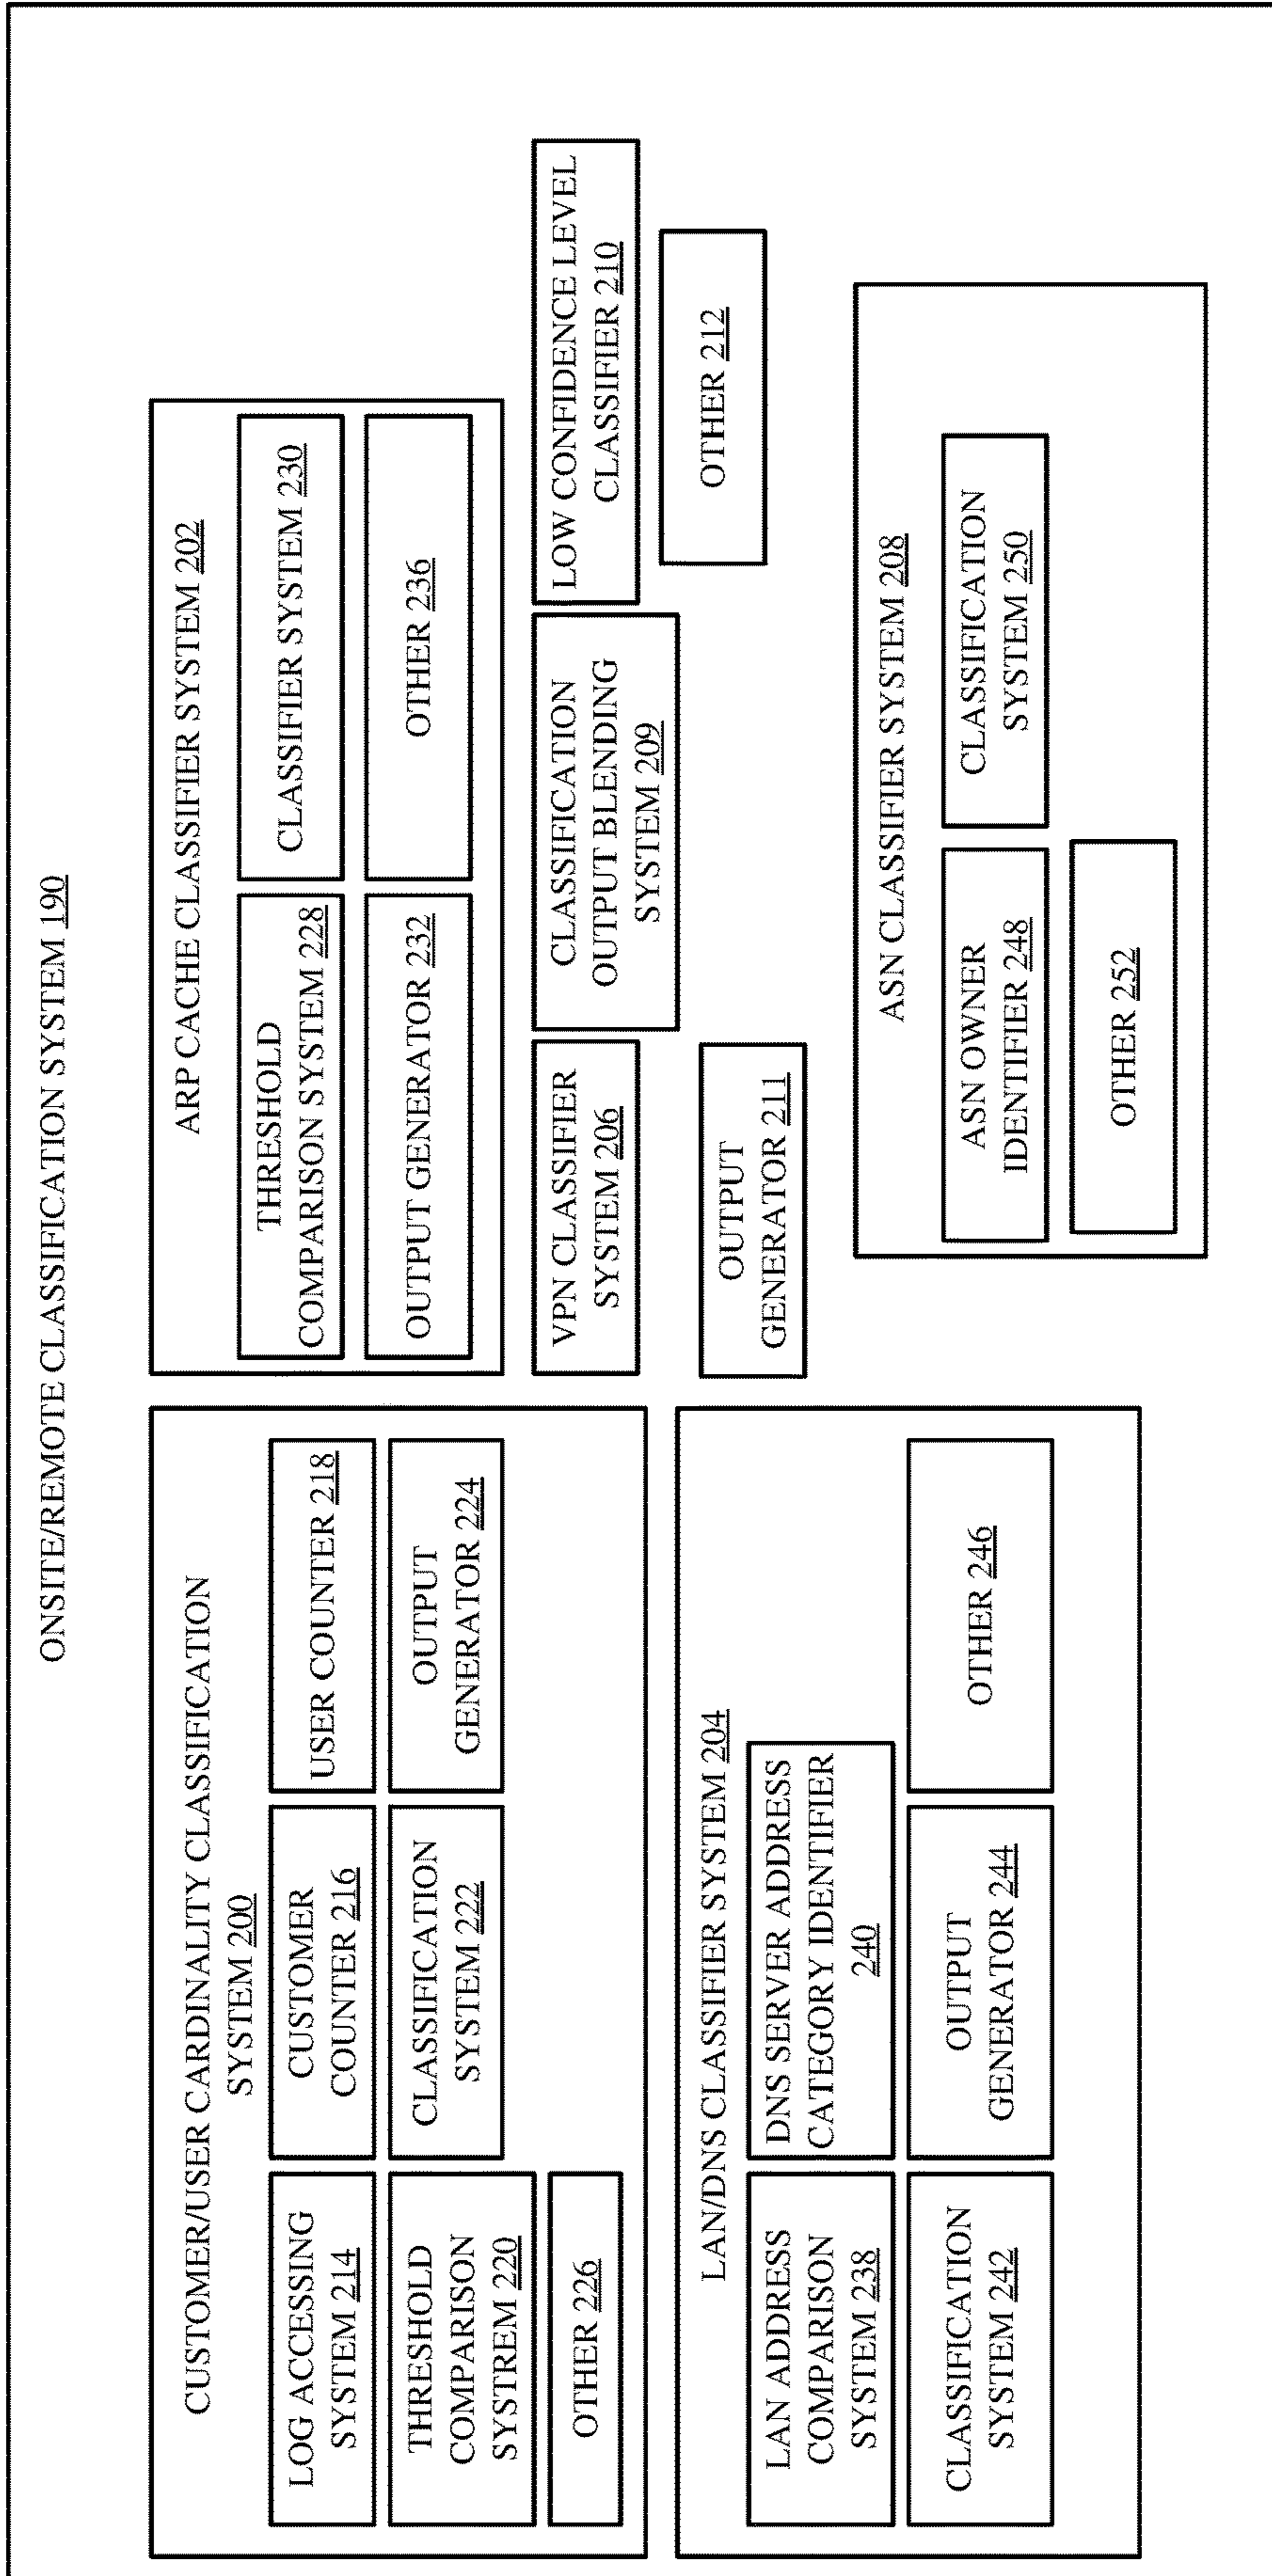 ONSITE/REMOTE CLASSIFICATION SYSTEM 190
CUSTOMER/USER CARDINALITY CLASSIFICATION
SYSTEM 200
LOG ACCESSING
SYSTEM 214
CUSTOMER
COUNTER 216
USER COUNTER 218
THRESHOLD
COMPARISON
SYSTREM 220
CLASSIFICATION
SYSTEM 222
OUTPUT
GENERATOR 224
OTHER 226
ARP CACHE CLASSIFIER SYSTEM 202
THRESHOLD
COMPARISON SYSTEM 228
CLASSIFIER SYSTEM 230
OUTPUT GENERATOR 232
OTHER 236
VPN CLASSIFIER
SYSTEM 206
CLASSIFICATION
OUTPUT BLENDING
SYSTEM 209
LOW CONFIDENCE LEVEL
CLASSIFIER 210
OUTPUT
GENERATOR 211
OTHER 212
LAN/DNS CLASSIFIER SYSTEM 204
LAN ADDRESS
COMPARISON
SYSTEM 238
DNS SERVER ADDRESS
CATEGORY IDENTIFIER
240
CLASSIFICATION
SYSTEM 242
OUTPUT
GENERATOR 244
OTHER 246
ASN CLASSIFIER SYSTEM 208
ASN OWNER
IDENTIFIER 248
CLASSIFICATION
SYSTEM 250
OTHER 252